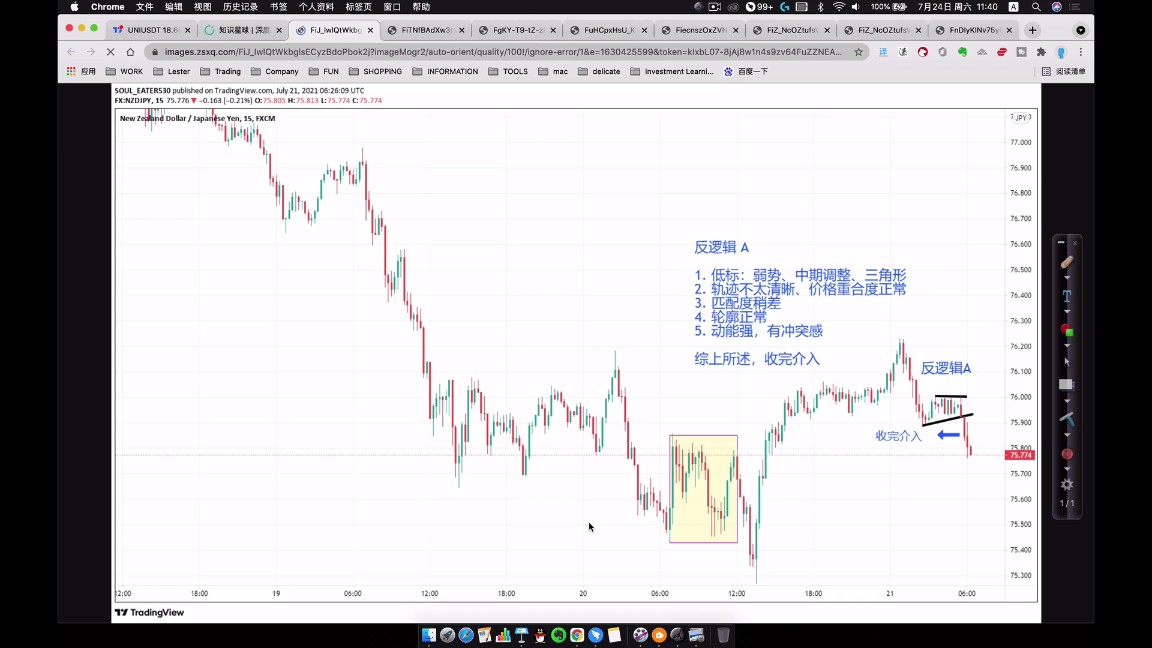 Chrome 文件 编辑 视图 历史记录 书签 个人资料 标签页 窗口 帮助
99+ 100% 7月24日 周六 11:40
UNIUSDT 18.6
知识星球 | 深度
FiJ_IwIQtWkbg
FiTNfBAdXw3
FgKY-T9-tZ-z
FuHCpxHsU_K
FieonszOxZVN
FiZ_NoOZtufsW
FiZ_NcOZtufsV
FnDlyKINv76yl
images.zsxq.com/FiJ_IwIQtWkbgIsECyzBdoPbok2j?imageMogr2/auto-orient/quality/100!/ignore-error/1&e=1630425599&token=kIxbL07-8jAj8w1n4s9zv64FuZZNEA...
应用 WORK Lester Trading Company FUN SHOPPING INFORMATION TOOLS mac delicate Investment Learni... 百度一下 阅读清单
SOUL_EATER530 published on TradingView.com, July 21, 2021 06:26:09 UTC
FX:NZDJPY, 15 75.776 ▼ −0.163 (−0.21%) O:75.805 H:75.813 L:75.774 C:75.774
New Zealand Dollar / Japanese Yen, 15, FXCM
JPY
77.000
76.900
76.800
76.700
76.600
76.500
76.400
76.300
76.200
76.100
76.000
75.900
75.800
75.774
75.700
75.600
75.500
75.400
75.300
反逻辑 A
1. 低标：弱势、中期调整、三角形
2. 轨迹不太清晰、价格重合度正常
3. 匹配度稍差
4. 轮廓正常
5. 动能强，有冲突感
综上所述，收完介入
反逻辑A
收完介入
1/1
12:00 18:00 19 06:00 12:00 18:00 20 06:00 12:00 18:00 21 06:00
TradingView